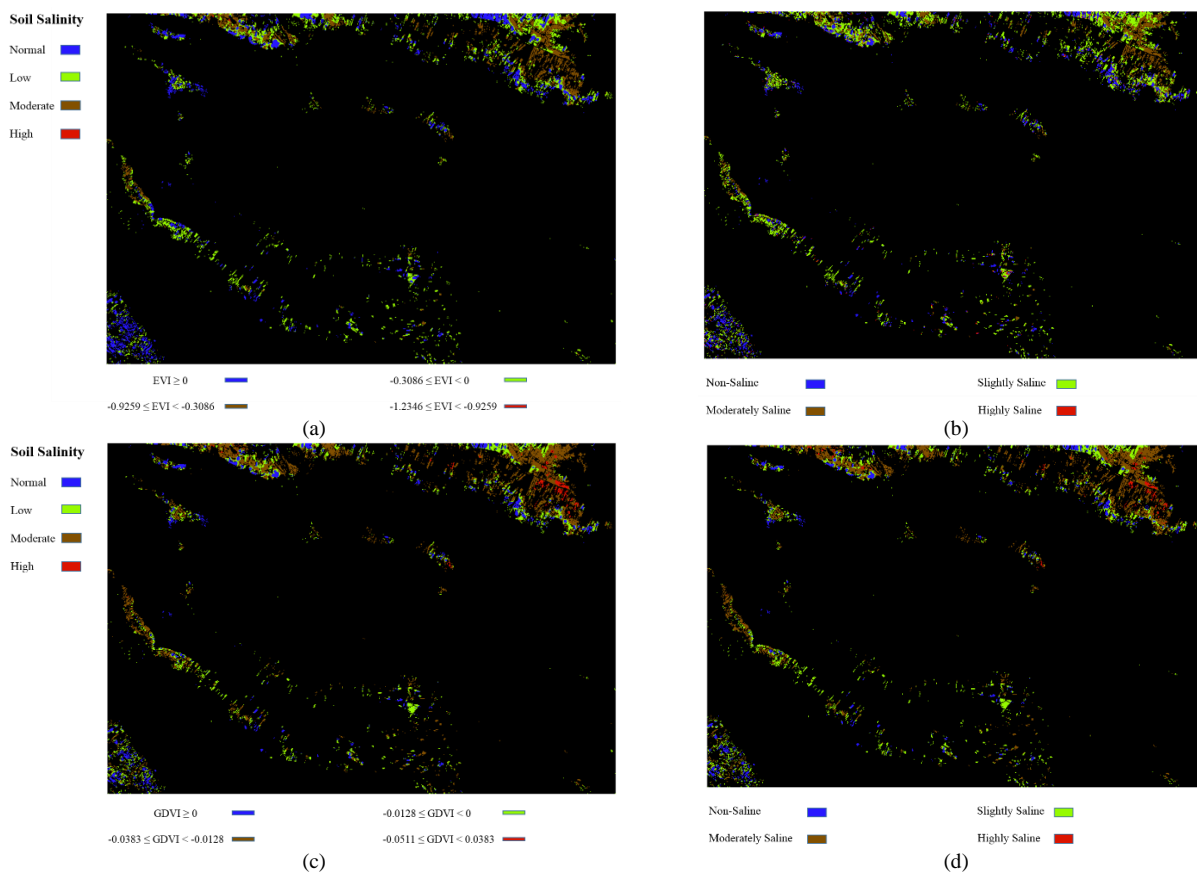 Soil Salinity
Normal
Low
Moderate
High
EVI ≥ 0
-0.3086 ≤ EVI < 0
-0.9259 ≤ EVI < -0.3086
-1.2346 ≤ EVI < -0.9259
(a)
Non-Saline
Slightly Saline
Moderately Saline
Highly Saline
(b)
Soil Salinity
Normal
Low
Moderate
High
GDVI ≥ 0
-0.0128 ≤ GDVI < 0
-0.0383 ≤ GDVI < -0.0128
-0.0511 ≤ GDVI < 0.0383
(c)
Non-Saline
Slightly Saline
Moderately Saline
Highly Saline
(d)